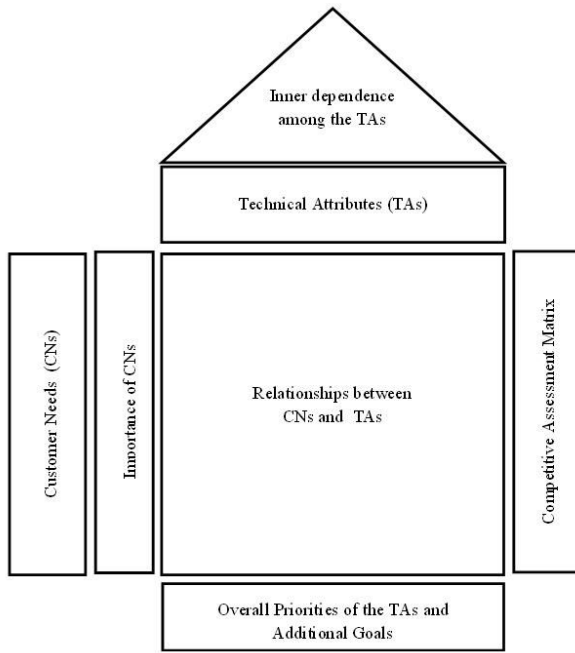 Inner dependence
among the TAs
Technical Attributes (TAs)
Customer Needs (CNs)
Importance of CNs
Relationships between
CNs and TAs
Competitive Assessment Matrix
Overall Priorities of the TAs and
Additional Goals